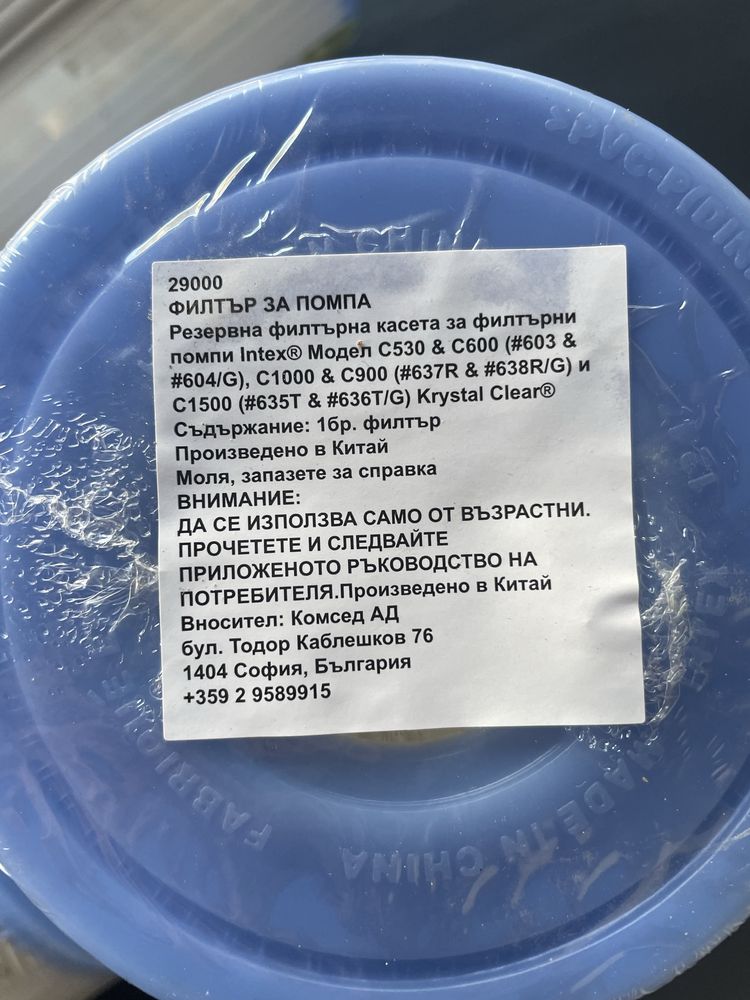 29000
ФИЛТЪР ЗА ПОМПА
Резервна филтърна касета за филтърни
помпи Intex® Модел C530 & C600 (#603 &
#604/G), C1000 & C900 (#637R & #638R/G) и
C1500 (#635T & #636T/G) Krystal Clear®
Съдържание: 1бр. филтър
Произведено в Китай
Моля, запазете за справка
ВНИМАНИЕ:
ДА СЕ ИЗПОЛЗВА САМО ОТ ВЪЗРАСТНИ.
ПРОЧЕТЕТЕ И СЛЕДВАЙТЕ
ПРИЛОЖЕНОТО РЪКОВОДСТВО НА
ПОТРЕБИТЕЛЯ.Произведено в Китай
Вносител: Комсед АД
бул. Тодор Каблешков 76
1404 София, България
+359 2 9589915
>PVC-P
MADE IN CHINA
FABRIQUÉ